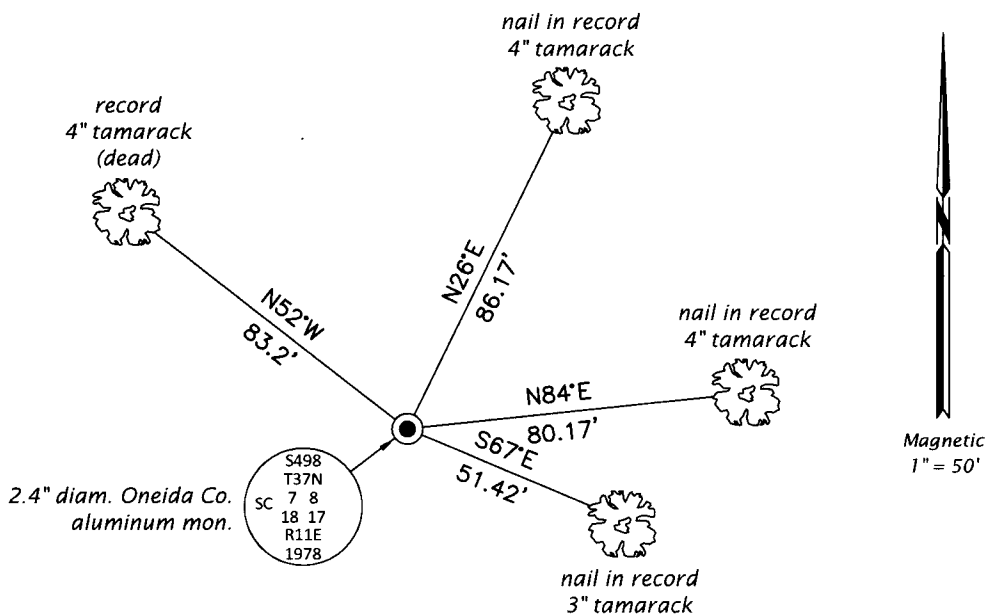 nail in record
4" tamarack
record
4" tamarack
(dead)
N26°E
86.17'
N52°W
83.2'
nail in record
4" tamarack
N
N84°E
80.17'
S67°E
51.42'
Magnetic
1" = 50'
2.4" diam. Oneida Co.
aluminum mon.
S498
T37N
SC 7 8
18 17
R11E
1978
nail in record
3" tamarack